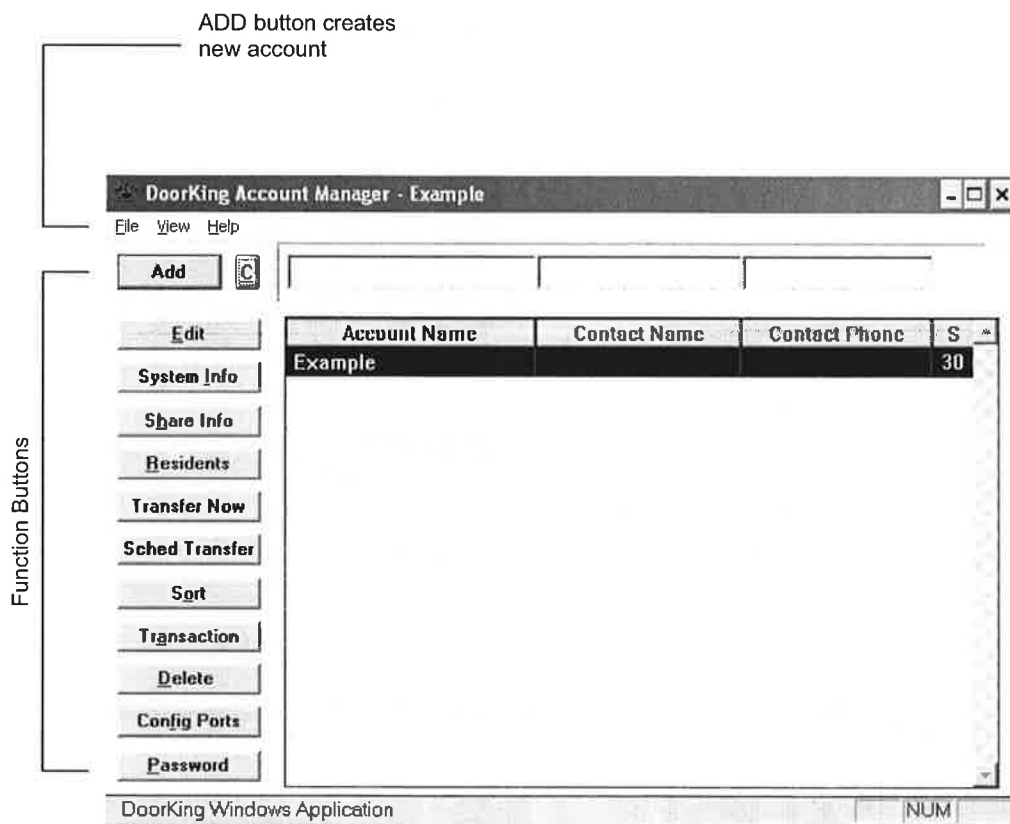 ADD button creates
new account
DoorKing Account Manager - Example
File View Help
Add C
Account Name Contact Name Contact Phone S
Example 30
Edit
System Info
Share Info
Residents
Transfer Now
Sched Transfer
Sort
Transaction
Delete
Config Ports
Password
Function Buttons
DoorKing Windows Application NUM